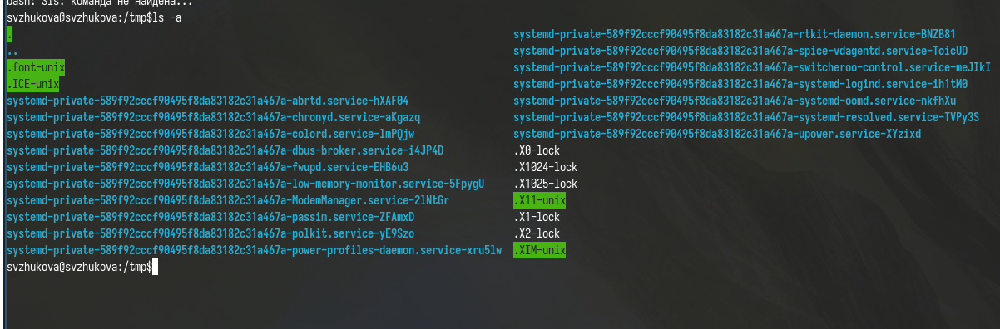 bash: Sls: команда не найдена...
svzhukova@svzhukova:/tmp$ls -a
.
..
.font-unix
.ICE-unix
systemd-private-589f92cccf90495f8da83182c31a467a-abrtd.service-hXAF04
systemd-private-589f92cccf90495f8da83182c31a467a-chronyd.service-aKgazq
systemd-private-589f92cccf90495f8da83182c31a467a-colord.service-lmPQjw
systemd-private-589f92cccf90495f8da83182c31a467a-dbus-broker.service-i4JP4D
systemd-private-589f92cccf90495f8da83182c31a467a-fwupd.service-EHB6u3
systemd-private-589f92cccf90495f8da83182c31a467a-low-memory-monitor.service-5FpygU
systemd-private-589f92cccf90495f8da83182c31a467a-ModemManager.service-2lNtGr
systemd-private-589f92cccf90495f8da83182c31a467a-passim.service-ZFAmxD
systemd-private-589f92cccf90495f8da83182c31a467a-polkit.service-yE9Szo
systemd-private-589f92cccf90495f8da83182c31a467a-power-profiles-daemon.service-xru5lw
systemd-private-589f92cccf90495f8da83182c31a467a-rtkit-daemon.service-BNZB81
systemd-private-589f92cccf90495f8da83182c31a467a-spice-vdagentd.service-ToicUD
systemd-private-589f92cccf90495f8da83182c31a467a-switcheroo-control.service-meJIkI
systemd-private-589f92cccf90495f8da83182c31a467a-systemd-logind.service-ih1tM0
systemd-private-589f92cccf90495f8da83182c31a467a-systemd-oomd.service-nkfhXu
systemd-private-589f92cccf90495f8da83182c31a467a-systemd-resolved.service-TVPy3S
systemd-private-589f92cccf90495f8da83182c31a467a-upower.service-XYzixd
.X0-lock
.X1024-lock
.X1025-lock
.X11-unix
.X1-lock
.X2-lock
.XIM-unix
svzhukova@svzhukova:/tmp$